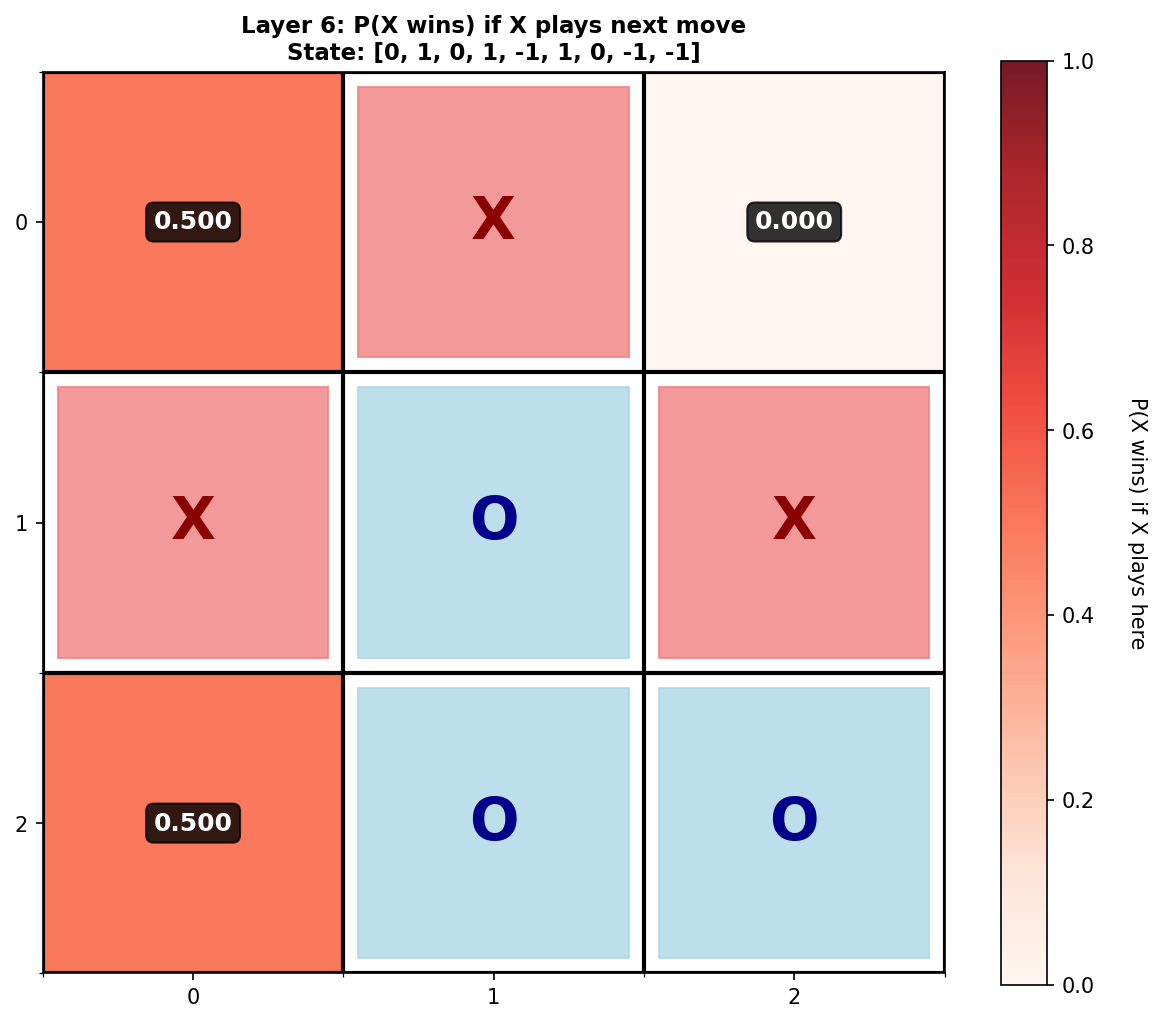 Layer 6: P(X wins) if X plays next move
State: [0, 1, 0, 1, -1, 1, 0, -1, -1]
0.500
X
0.000
X
O
X
0.500
O
O
0
1
2
0
1
2
1.0
0.8
0.6
0.4
0.2
0.0
P(X wins) if X plays here